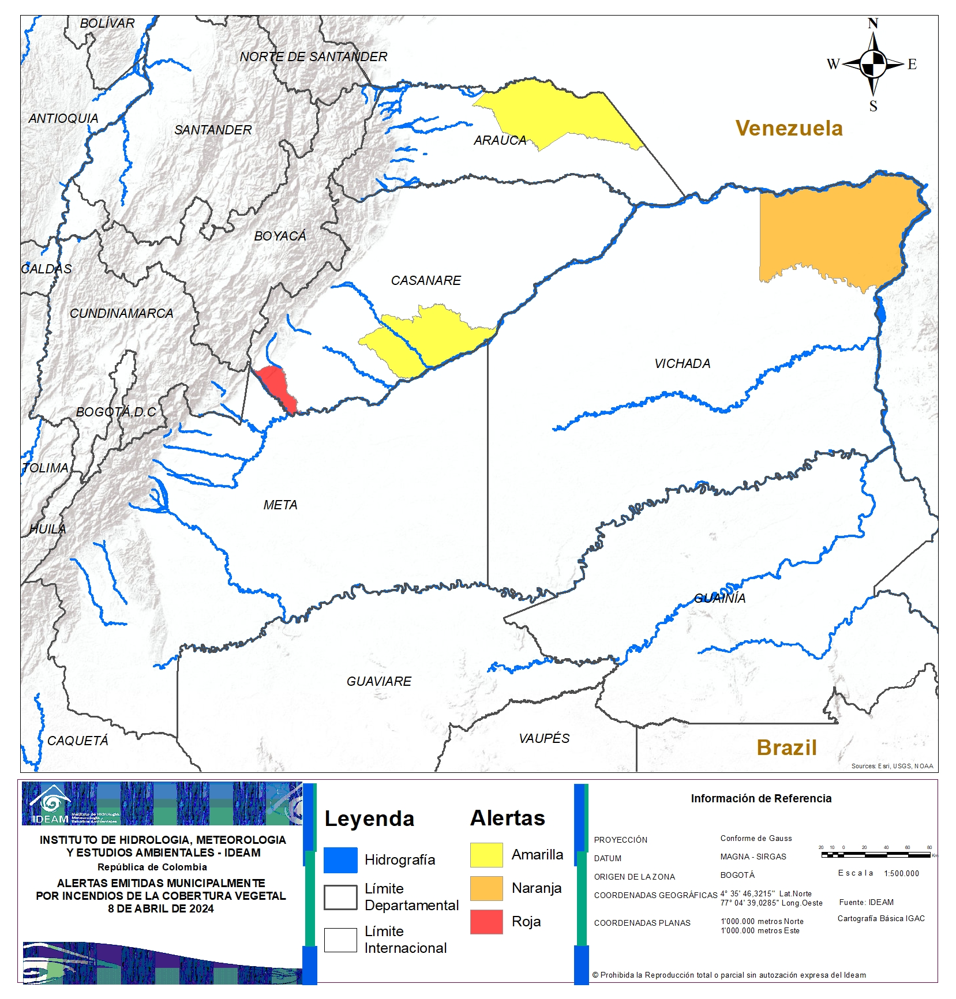 BOLÍVAR
N
NORTE DE SANTANDER
W
E
S
ANTIOQUIA
SANTANDER
ARAUCA
Venezuela
BOYACÁ
CALDAS
CASANARE
CUNDINAMARCA
VICHADA
BOGOTÁ,D.C
TOLIMA
META
HUILA
GUAINÍA
GUAVIARE
CAQUETÁ
VAUPÉS
Brazil
Sources: Esri, USGS, NOAA
IDEAM
Instituto de Hidrología,
Meteorología y
Estudios Ambientales
INSTITUTO DE HIDROLOGIA, METEOROLOGIA
Y ESTUDIOS AMBIENTALES - IDEAM
República de Colombia
ALERTAS EMITIDAS MUNICIPALMENTE
POR INCENDIOS DE LA COBERTURA VEGETAL
8 DE ABRIL DE 2024
Leyenda
Hidrografía
Límite
Departamental
Límite
Internacional
Alertas
Amarilla
Naranja
Roja
Información de Referencia
PROYECCIÓN Conforme de Gauss
DATUM MAGNA - SIRGAS
ORIGEN DE LA ZONA BOGOTÁ
COORDENADAS GEOGRÁFICAS 4° 35' 46,3215'' Lat.Norte
77° 04' 39,0285" Long.Oeste
COORDENADAS PLANAS 1'000.000 metros Norte
1'000.000 metros Este
20 10 0 20 40 60 80
Km
Escala 1:500.000
Fuente: IDEAM
Cartografía Básica IGAC
© Prohibida la Reproducción total o parcial sin autozación expresa del Ideam